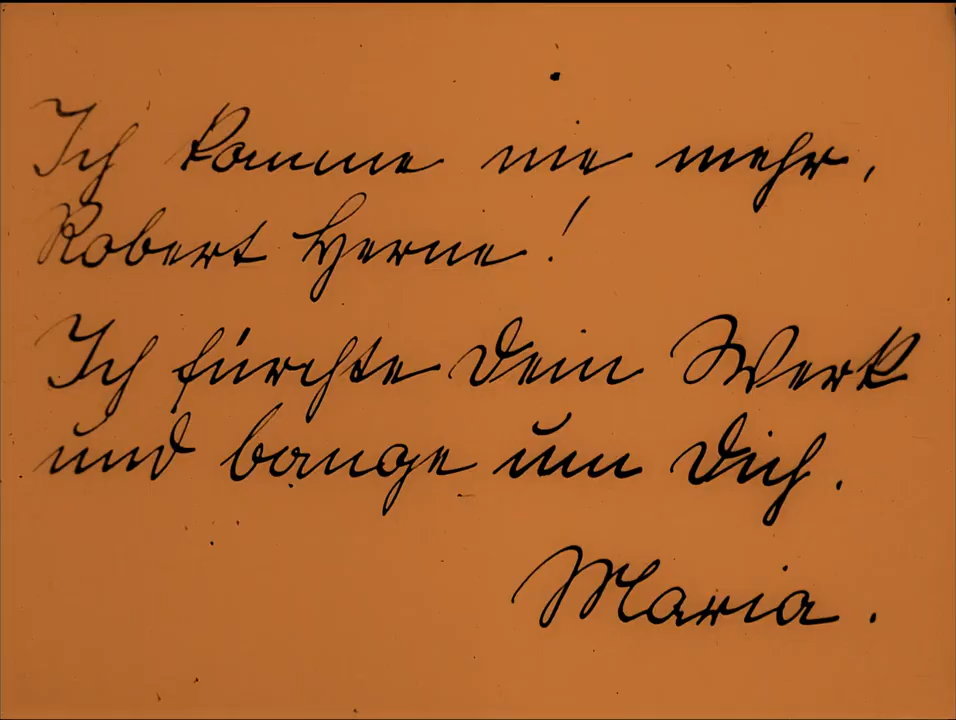 Ich komme nie mehr,
Robert Herne!
Ich fürchte Dein Werk
und bange um Dich.
Maria.